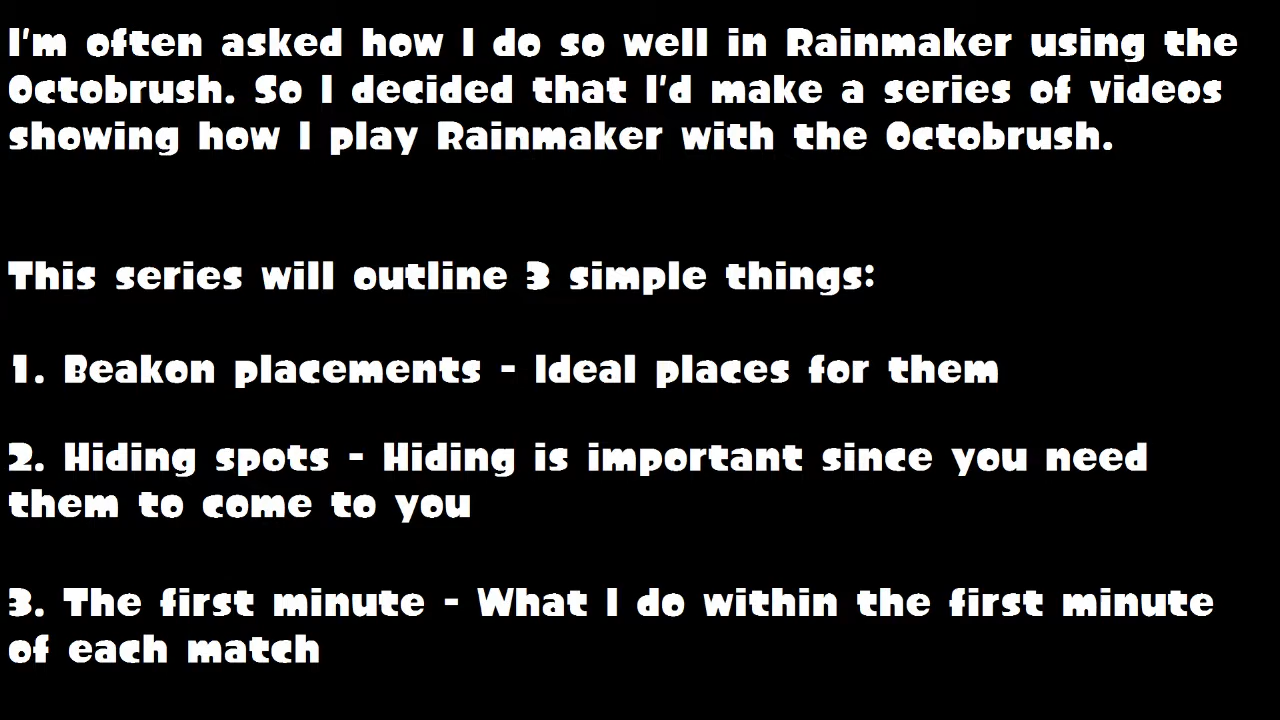 I'm often asked how I do so well in Rainmaker using the
Octobrush. So I decided that I'd make a series of videos
showing how I play Rainmaker with the Octobrush.
This series will outline 3 simple things:
1. Beakon placements - Ideal places for them
2. Hiding spots - Hiding is important since you need
them to come to you
3. The first minute - What I do within the first minute
of each match